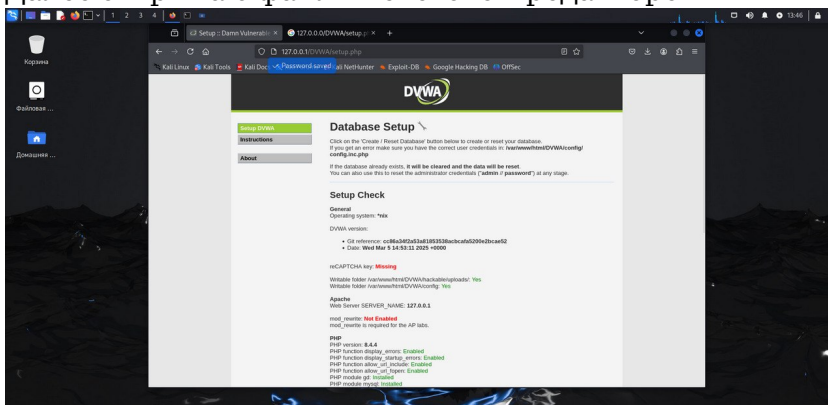 1 2 3 4
13:46
Корзина
Файловая ...
Домашняя ...
Setup :: Damn Vulnerable
127.0.0.0/DVWA/setup.p
127.0.0.1/DVWA/setup.php
Kali Linux Kali Tools Kali Doc Password saved ali NetHunter Exploit-DB Google Hacking DB OffSec
DVWA
Setup DVWA
Instructions
About
Database Setup
Click on the 'Create / Reset Database' button below to create or reset your database.
If you get an error make sure you have the correct user credentials in: /var/www/html/DVWA/config/
config.inc.php
If the database already exists, it will be cleared and the data will be reset.
You can also use this to reset the administrator credentials ("admin // password") at any stage.
Setup Check
General
Operating system: *nix
DVWA version:
Date: Wed Mar 5 14:53:11 2025 +0000
reCAPTCHA key: Missing
Writable folder /var/www/html/DVWA/hackable/uploads/: Yes
Writable folder /var/www/html/DVWA/config: Yes
Apache
Web Server SERVER_NAME: 127.0.0.1
mod_rewrite: Not Enabled
mod_rewrite is required for the AP labs.
PHP
PHP version: 8.4.4
PHP function display_errors: Enabled
PHP function display_startup_errors: Enabled
PHP function allow_url_include: Enabled
PHP function allow_url_fopen: Enabled
PHP module gd: Installed
PHP module mysql: Installed